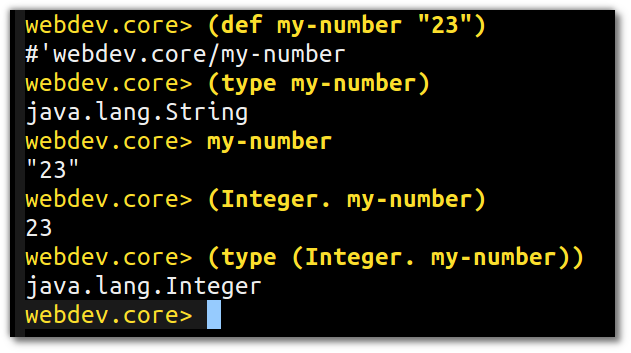 webdev.core> (def my-number "23")
#'webdev.core/my-number
webdev.core> (type my-number)
java.lang.String
webdev.core> my-number
"23"
webdev.core> (Integer. my-number)
23
webdev.core> (type (Integer. my-number))
java.lang.Integer
webdev.core>